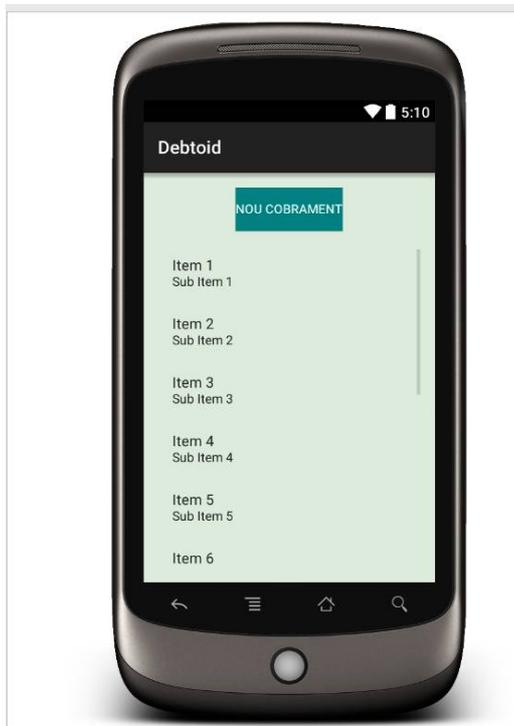 5:10
Debtoid
NOU COBRAMENT
Item 1
Sub Item 1
Item 2
Sub Item 2
Item 3
Sub Item 3
Item 4
Sub Item 4
Item 5
Sub Item 5
Item 6